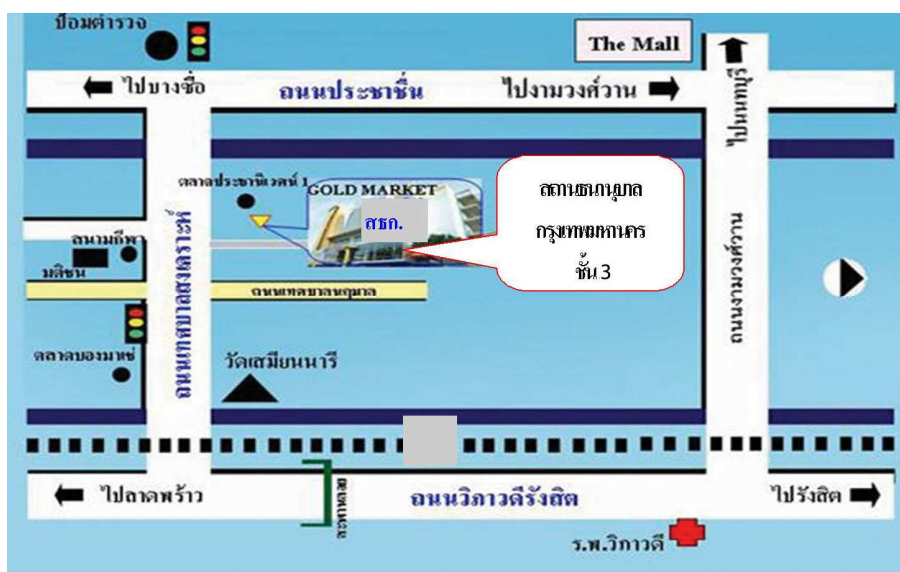 ป้อมตำรวจ
The Mall
ไปบางซื่อ
ถนนประชาชื่น
ไปงามวงศ์วาน
ไปนนทบุรี
ตลาดประชานิเวศน์ 1
GOLD MARKET
สธก.
สถานธนานุบาล
กรุงเทพมหานคร
ชั้น 3
สนามกีฬา
มติชน
ถนนเทศบาลสงเคราะห์
ถนนงามวงศ์วาน
ถนนเทศบาลนฤมาล
ตลาดบองมาเช่
วัดเสมียนนารี
ไปลาดพร้าว
สะพานลอย
ถนนวิภาวดีรังสิต
ไปรังสิต
ร.พ.วิภาวดี